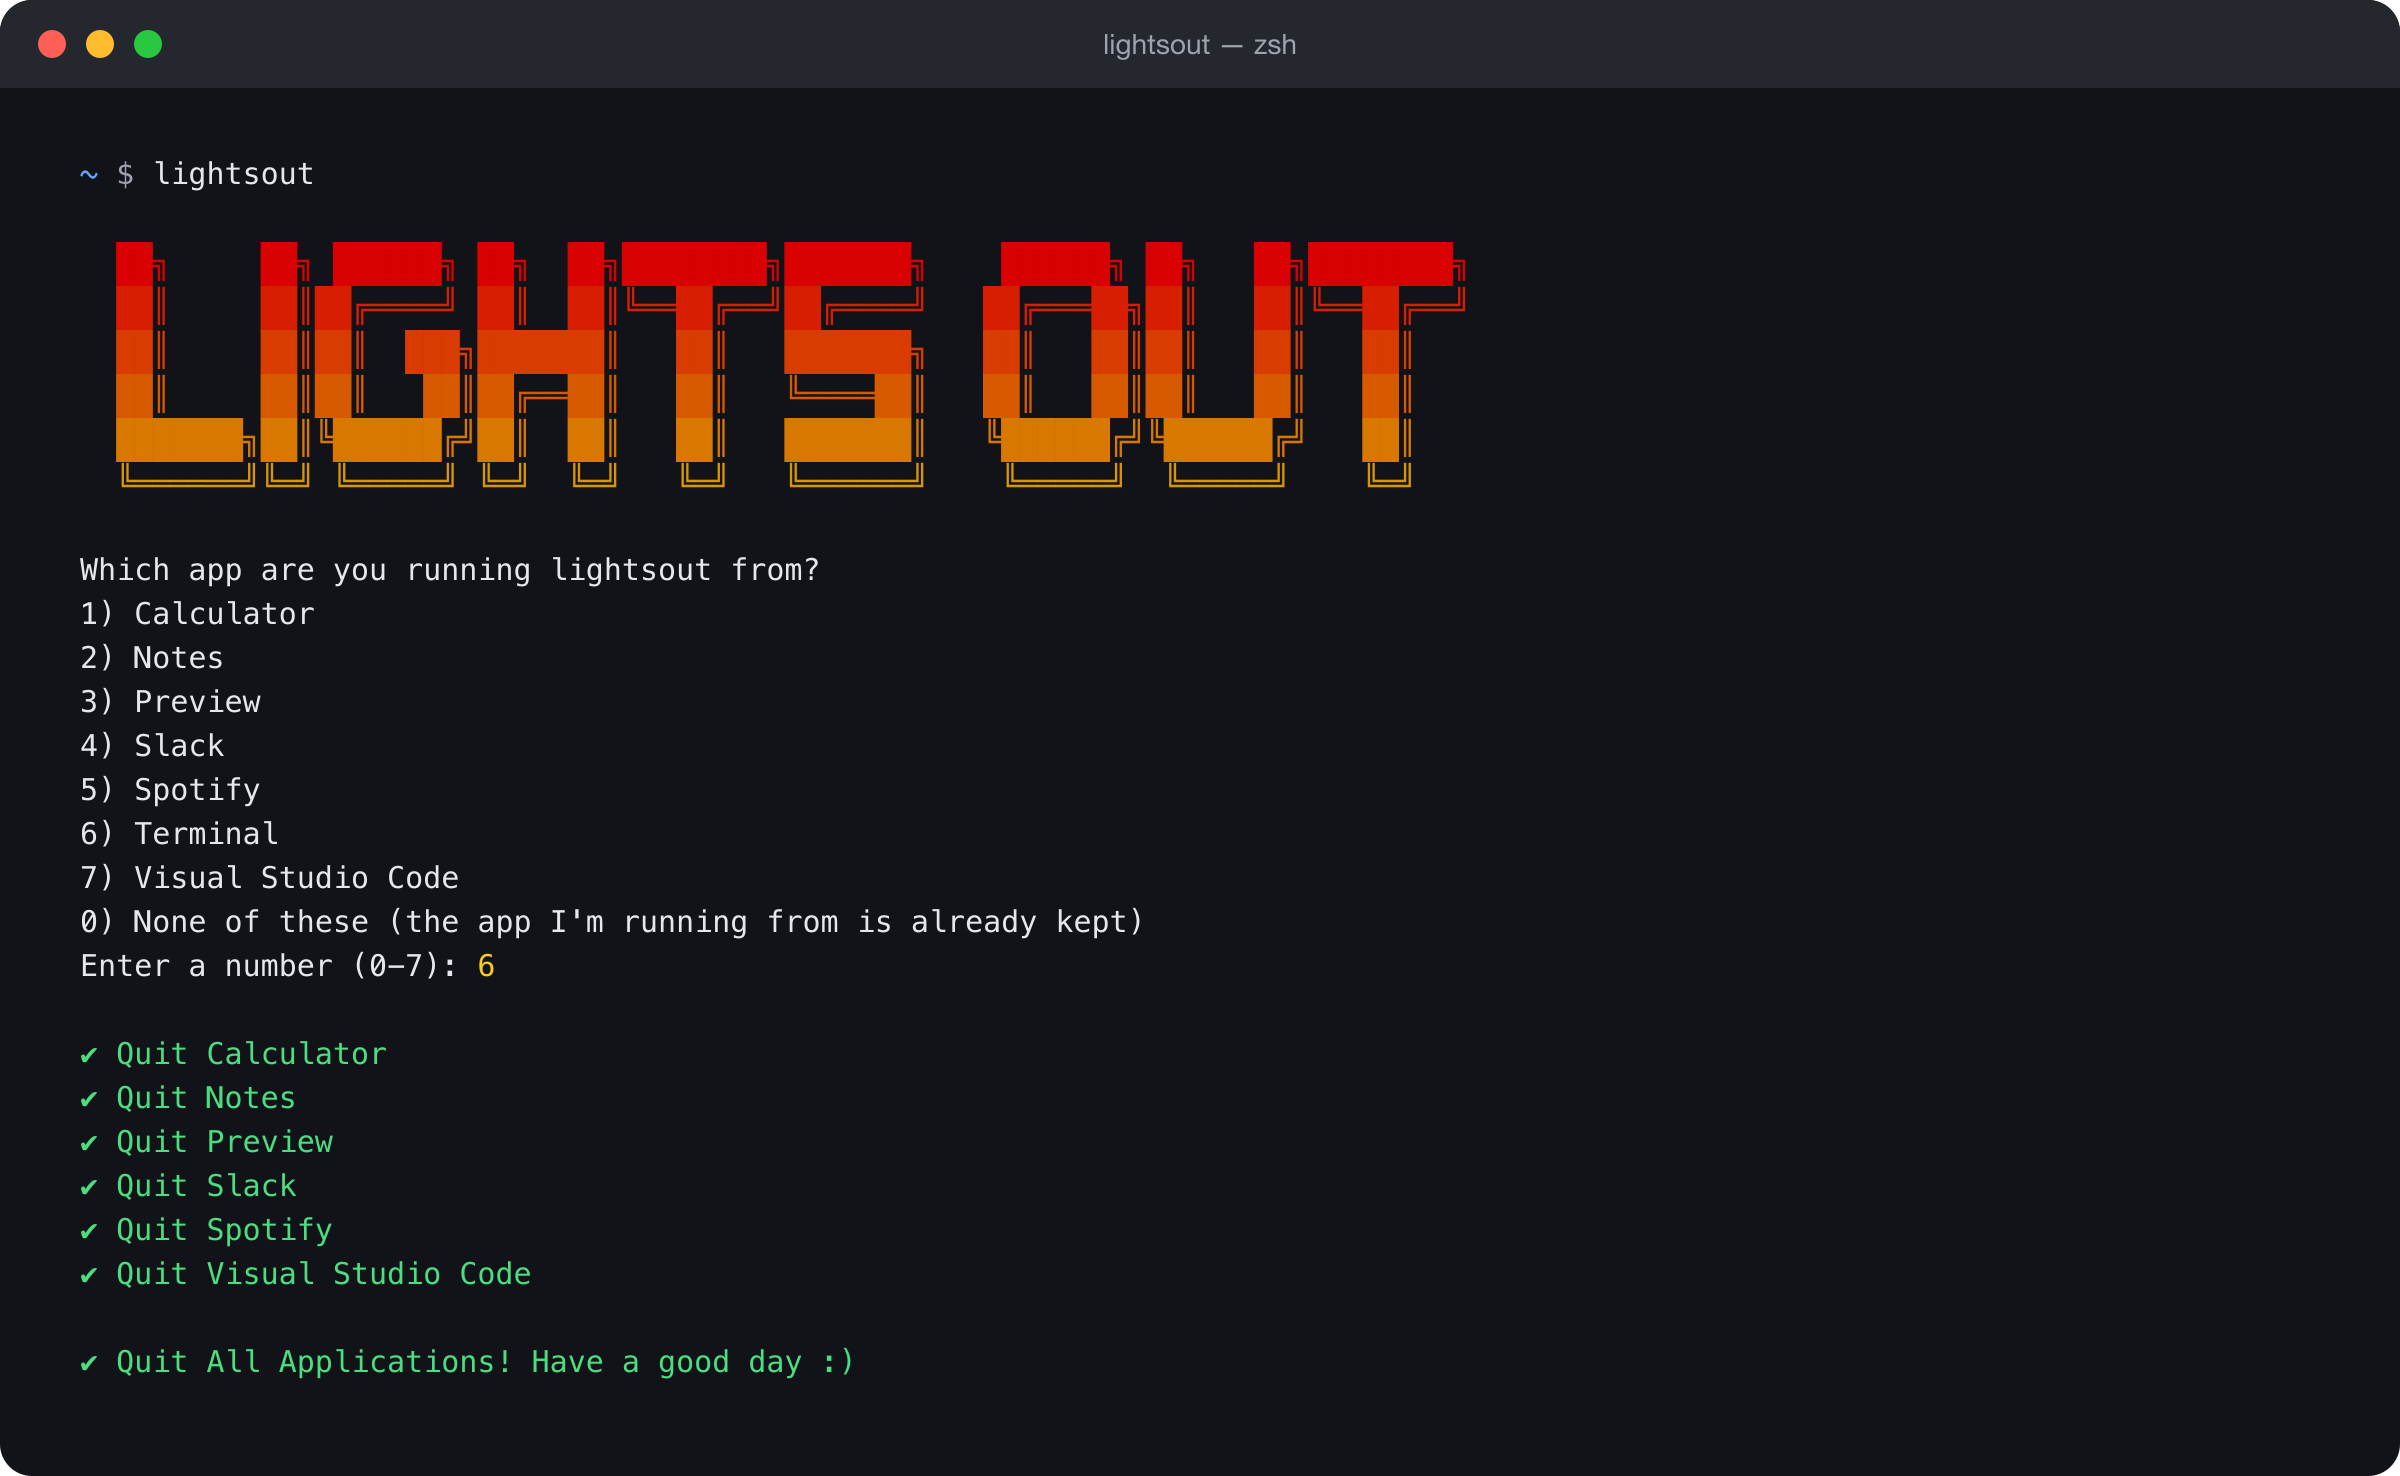 lightsout — zsh
~ $ lightsout
LIGHTS OUT
Which app are you running lightsout from?
1) Calculator
2) Notes
3) Preview
4) Slack
5) Spotify
6) Terminal
7) Visual Studio Code
0) None of these (the app I'm running from is already kept)
Enter a number (0–7): 6
✔ Quit Calculator
✔ Quit Notes
✔ Quit Preview
✔ Quit Slack
✔ Quit Spotify
✔ Quit Visual Studio Code
✔ Quit All Applications! Have a good day :)